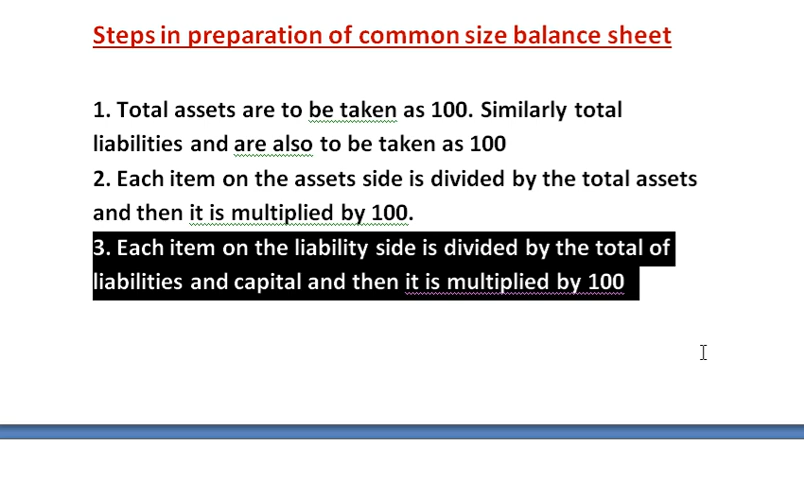 Steps in preparation of common size balance sheet
1. Total assets are to be taken as 100. Similarly total
liabilities and are also to be taken as 100
2. Each item on the assets side is divided by the total assets
and then it is multiplied by 100.
3. Each item on the liability side is divided by the total of
liabilities and capital and then it is multiplied by 100